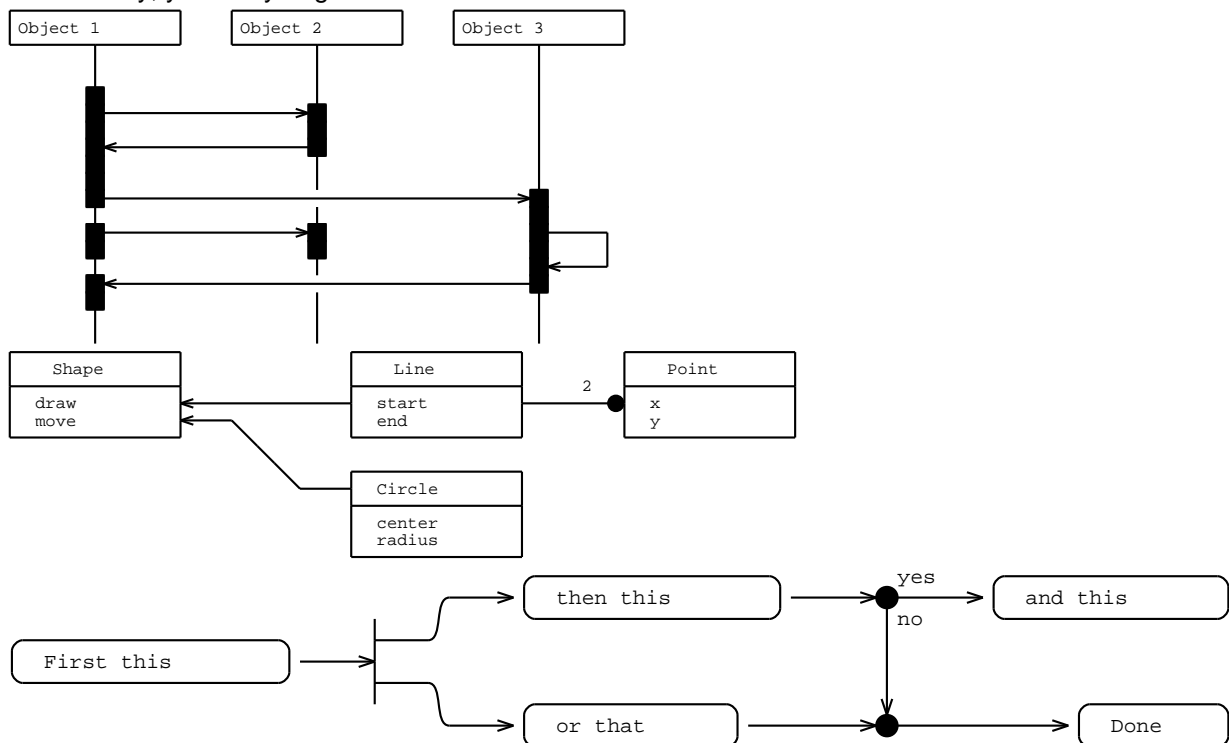 Object 1
Object 2
Object 3
Shape
draw
move
Line
start
end
2
Point
x
y
Circle
center
radius
First this
then this
yes
and this
no
or that
Done